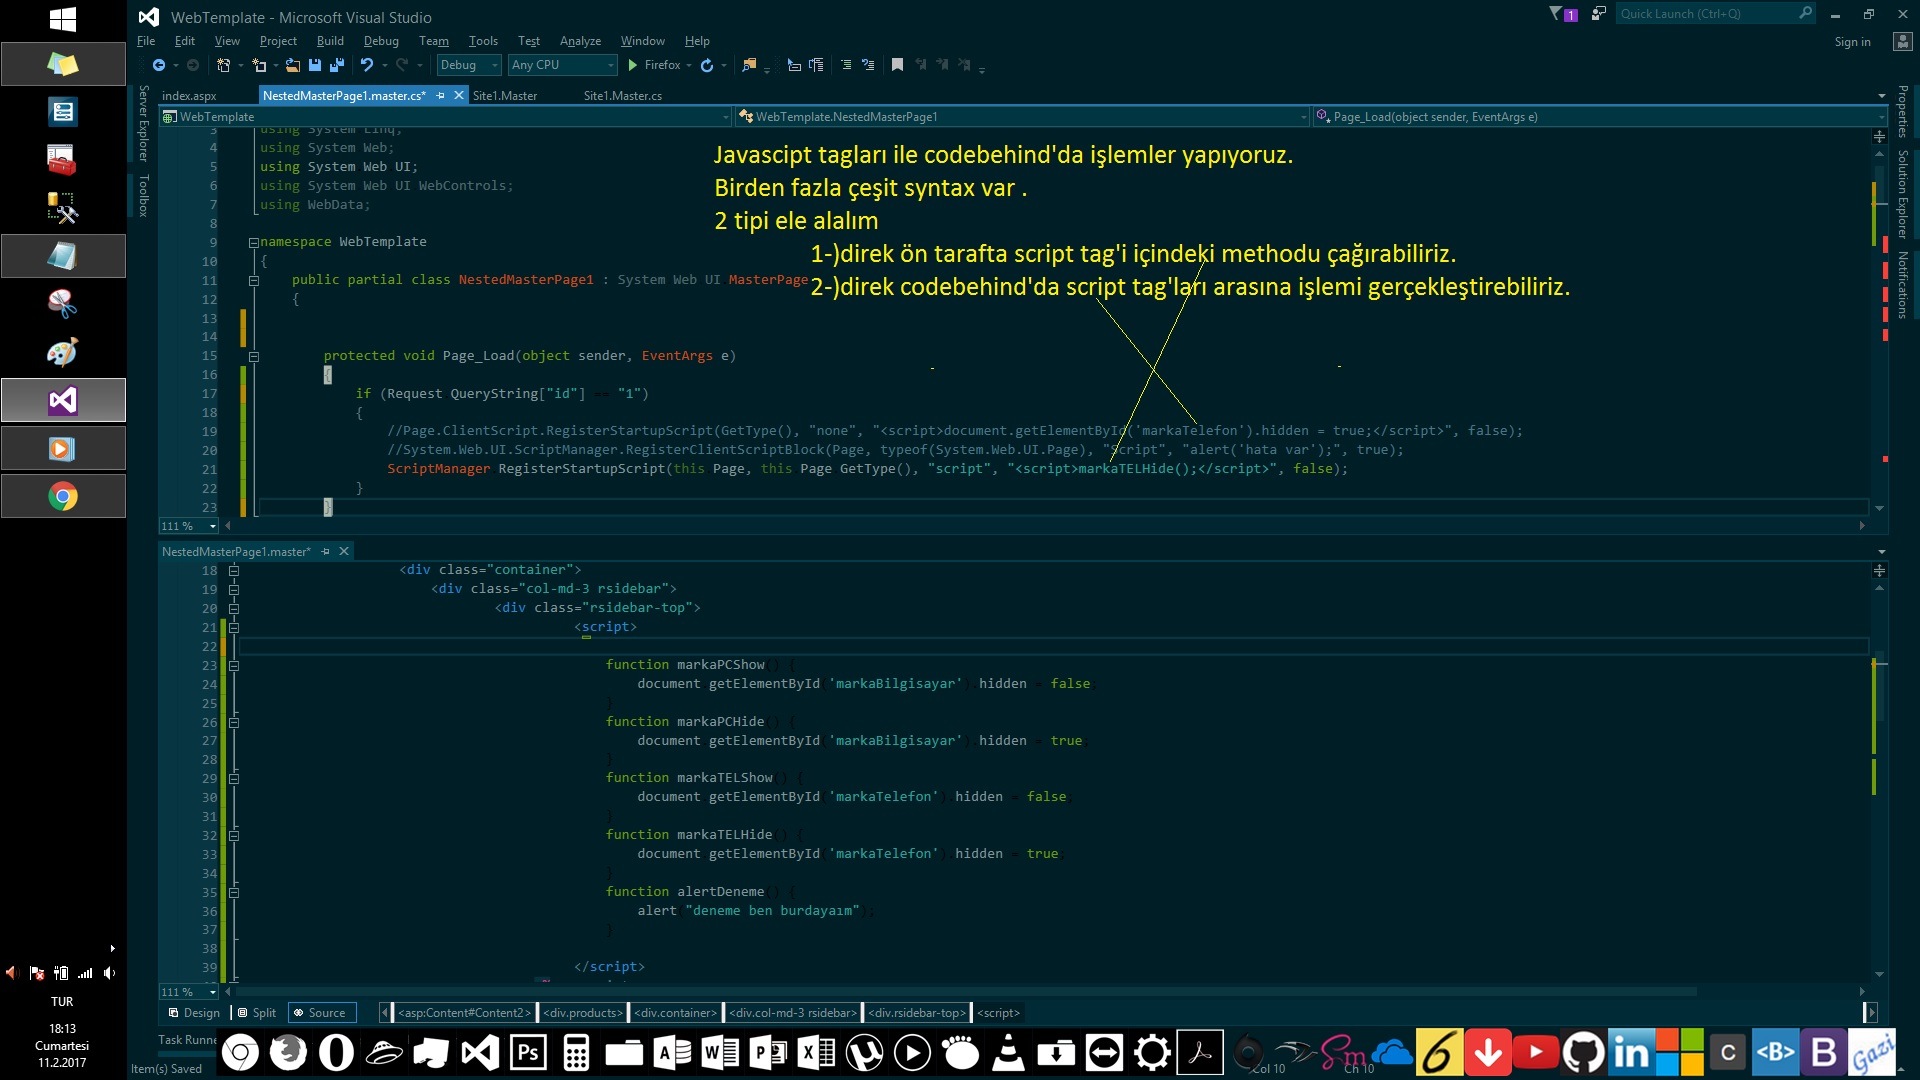 WebTemplate - Microsoft Visual Studio
1
Quick Launch (Ctrl+Q)
File Edit View Project Build Debug Team Tools Test Analyze Window Help
Sign in
Debug Any CPU Firefox
index.aspx NestedMasterPage1.master.cs* Site1.Master Site1.Master.cs
WebTemplate WebTemplate.NestedMasterPage1 Page_Load(object sender, EventArgs e)
Server Explorer
Toolbox
Properties
Solution Explorer
Notifications
Javascipt tagları ile codebehind'da işlemler yapıyoruz.
Birden fazla çeşit syntax var .
2 tipi ele alalım
1-)direk ön tarafta script tag'i içindeki methodu çağırabiliriz.
2-)direk codebehind'da script tag'ları arasına işlemi gerçekleştirebiliriz.
3 using System Linq;
4 using System Web;
5 using System Web UI;
6 using System Web UI WebControls;
7 using WebData;
8
9 namespace WebTemplate
10 {
11 public partial class NestedMasterPage1 : System Web UI MasterPage
12 {
13
14
15 protected void Page_Load(object sender, EventArgs e)
16 {
17 if (Request QueryString["id"] == "1")
18 {
19 //Page.ClientScript.RegisterStartupScript(GetType(), "none", "<script>document.getElementById('markaTelefon').hidden = true;</script>", false);
20 //System.Web.UI.ScriptManager.RegisterClientScriptBlock(Page, typeof(System.Web.UI.Page), "Script", "alert('hata var');", true);
21 ScriptManager RegisterStartupScript(this Page, this Page GetType(), "script", "<script>markaTELHide();</script>", false);
22 }
23 }
111 %
NestedMasterPage1.master*
18 <div class="container">
19 <div class="col-md-3 rsidebar">
20 <div class="rsidebar-top">
21 <script>
22
23 function markaPCShow() {
24 document getElementById('markaBilgisayar') hidden = false;
25 }
26 function markaPCHide() {
27 document getElementById('markaBilgisayar') hidden = true;
28 }
29 function markaTELShow() {
30 document getElementById('markaTelefon') hidden = false;
31 }
32 function markaTELHide() {
33 document getElementById('markaTelefon') hidden = true
34 }
35 function alertDeneme() {
36 alert("deneme ben burdayaım");
37 }
38
39 </script>
111 %
Design Split Source <asp:Content#Content2> <div.products> <div.container> <div.col-md-3 rsidebar> <div.rsidebar-top> <script>
Task Runne
Item(s) Saved
Col 10 Ch 10
TUR
18:13
Cumartesi
11.2.2017
Ps
Sm
6
in
C
<B>
B
Gazi